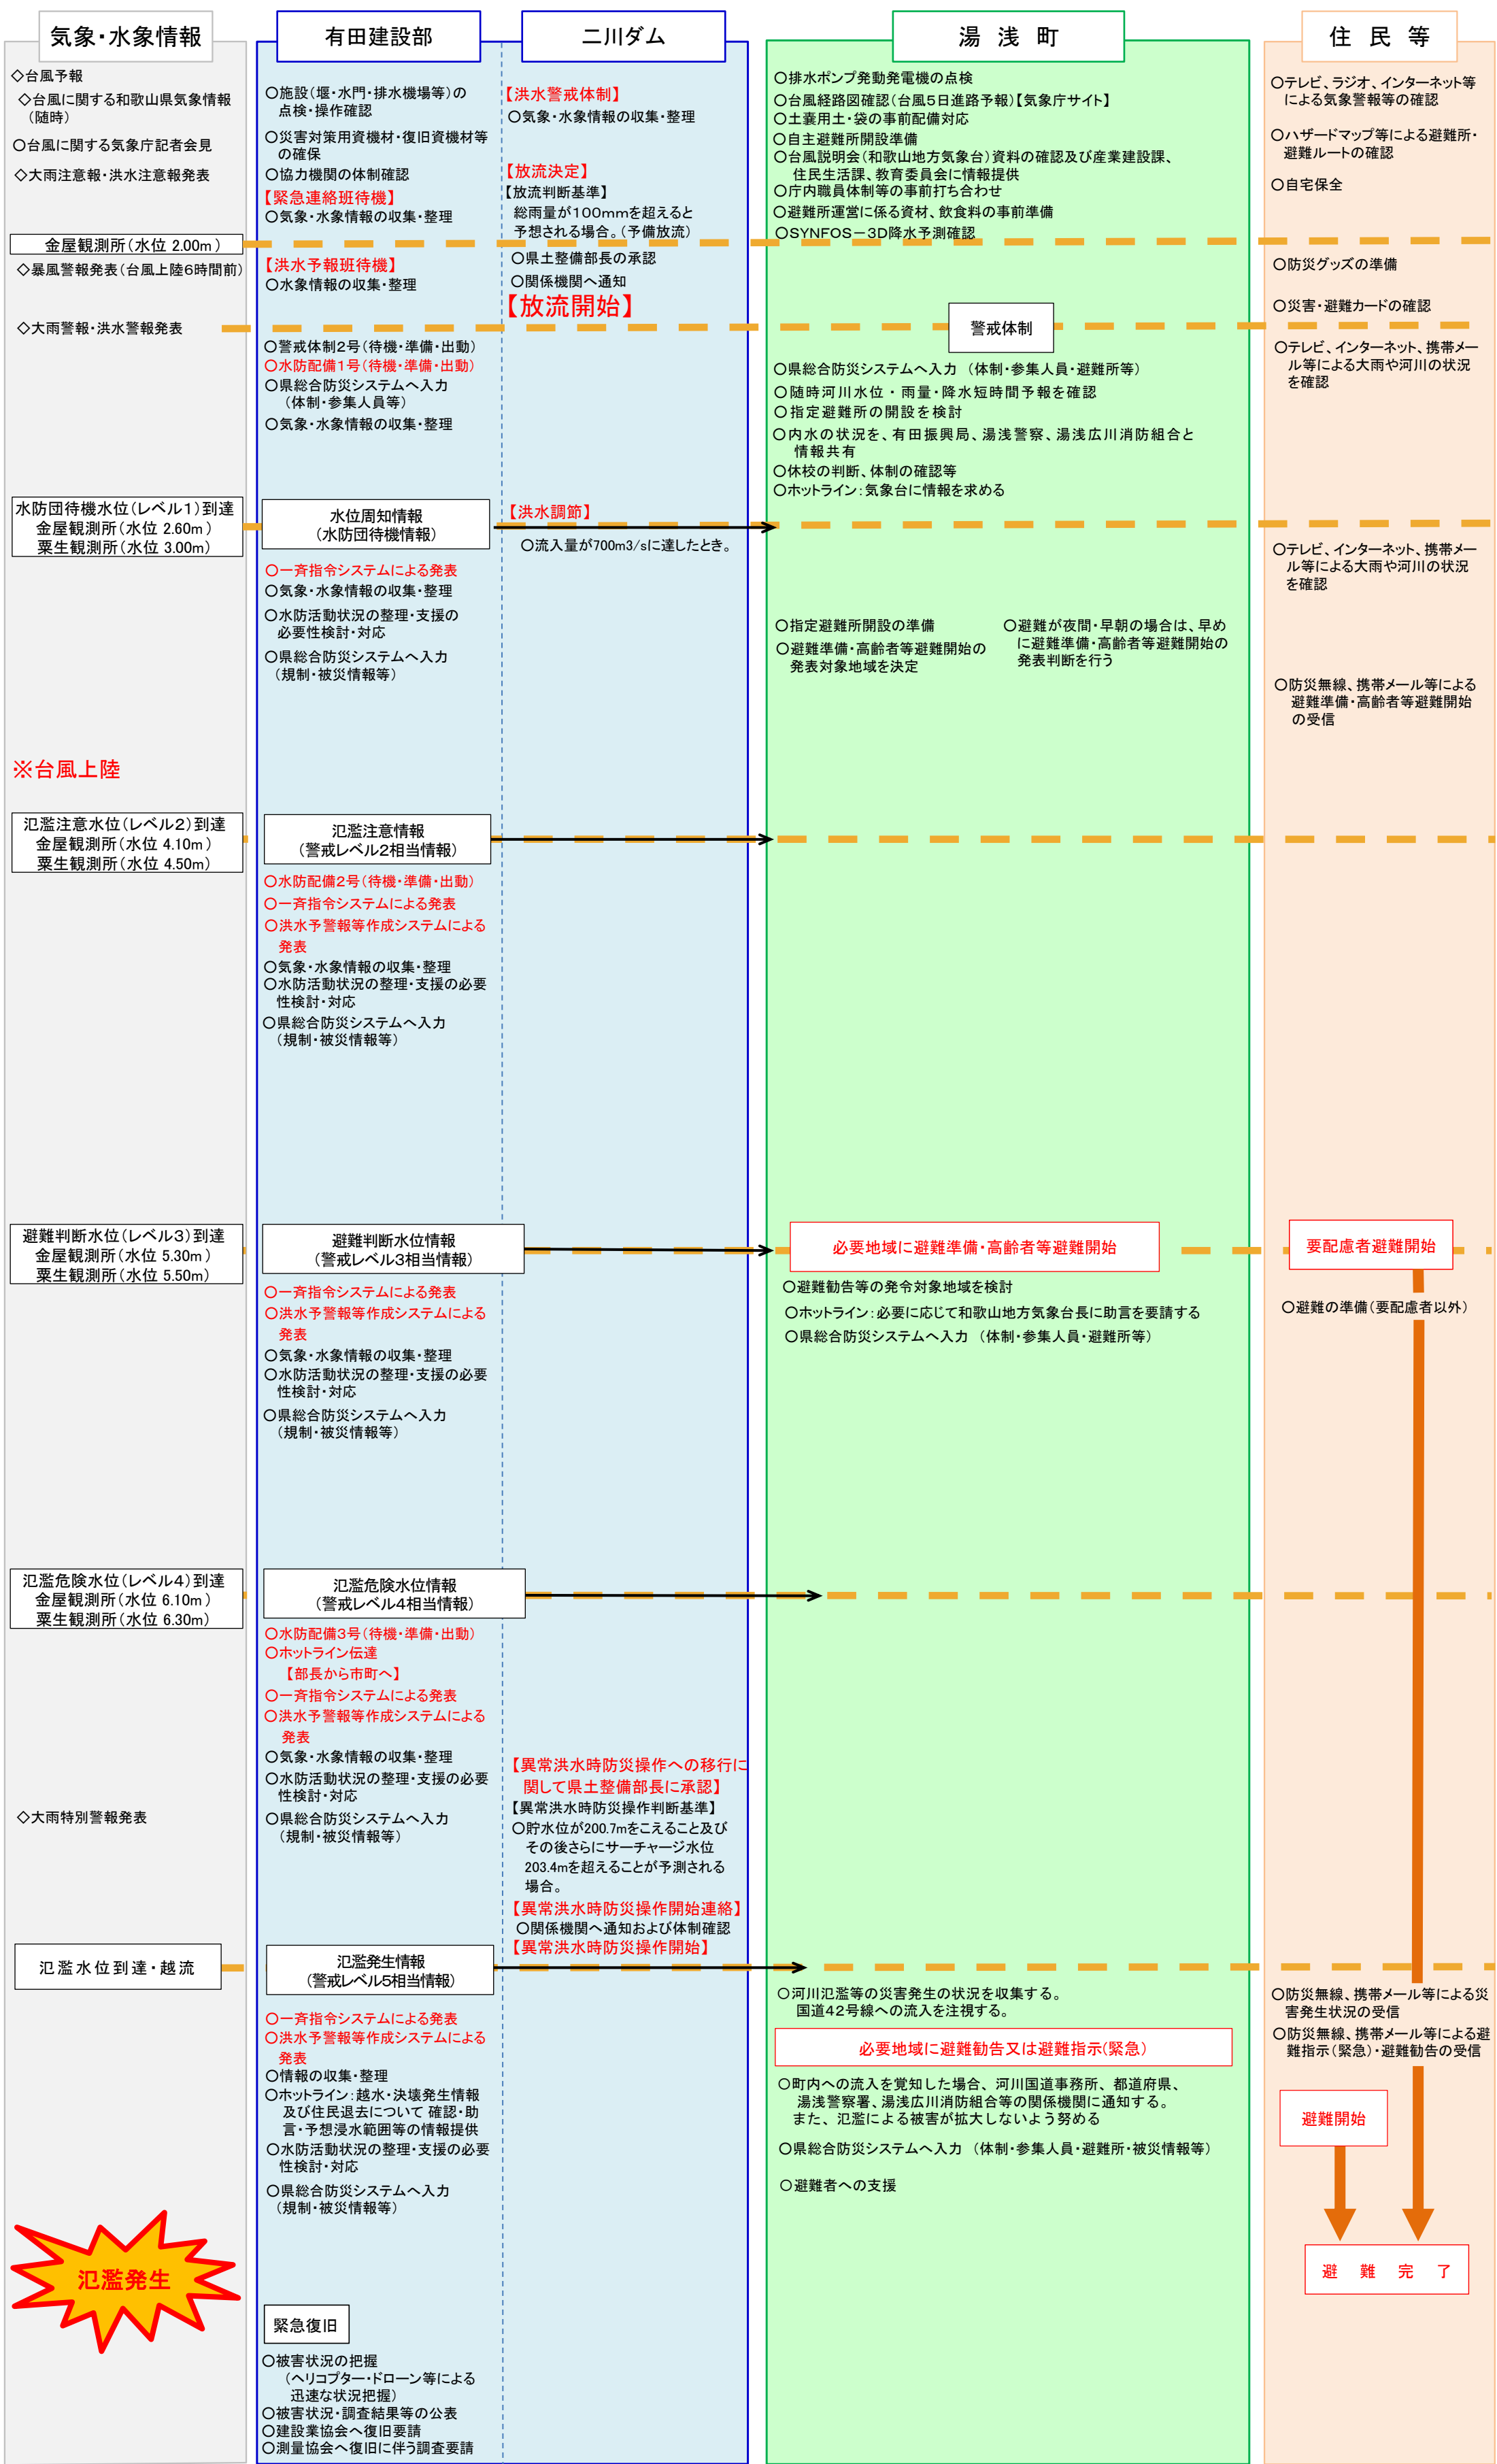 気象・水象情報
◇台風予報
◇台風に関する和歌山県気象情報
（随時）
○台風に関する気象庁記者会見
◇大雨注意報・洪水注意報発表
金屋観測所（水位 2.00m ）
◇暴風警報発表（台風上陸6時間前）
◇大雨警報・洪水警報発表
水防団待機水位（レベル1）到達
金屋観測所（水位 2.60m）
粟生観測所（水位 3.00m）
※台風上陸
氾濫注意水位（レベル2）到達
金屋観測所（水位 4.10m）
粟生観測所（水位 4.50m）
避難判断水位（レベル3）到達
金屋観測所（水位 5.30m）
粟生観測所（水位 5.50m）
氾濫危険水位（レベル4）到達
金屋観測所（水位 6.10m）
粟生観測所（水位 6.30m）
◇大雨特別警報発表
氾濫水位到達・越流
氾濫発生
有田建設部
○施設（堰・水門・排水機場等）の
点検・操作確認
○災害対策用資機材・復旧資機材等
の確保
○協力機関の体制確認
【緊急連絡班待機】
○気象・水象情報の収集・整理
【洪水予報班待機】
○水象情報の収集・整理
○警戒体制2号（待機・準備・出動）
○水防配備1号（待機・準備・出動）
○県総合防災システムへ入力
（体制・参集人員等）
○気象・水象情報の収集・整理
水位周知情報
（水防団待機情報）
○一斉指令システムによる発表
○気象・水象情報の収集・整理
○水防活動状況の整理・支援の
必要性検討・対応
○県総合防災システムへ入力
（規制・被災情報等）
氾濫注意情報
（警戒レベル2相当情報）
○水防配備2号（待機・準備・出動）
○一斉指令システムによる発表
○洪水予警報等作成システムによる
発表
○気象・水象情報の収集・整理
○水防活動状況の整理・支援の必要
性検討・対応
○県総合防災システムへ入力
（規制・被災情報等）
避難判断水位情報
（警戒レベル3相当情報）
○一斉指令システムによる発表
○洪水予警報等作成システムによる
発表
○気象・水象情報の収集・整理
○水防活動状況の整理・支援の必要
性検討・対応
○県総合防災システムへ入力
（規制・被災情報等）
氾濫危険水位情報
（警戒レベル4相当情報）
○水防配備3号（待機・準備・出動）
○ホットライン伝達
【部長から市町へ】
○一斉指令システムによる発表
○洪水予警報等作成システムによる
発表
○気象・水象情報の収集・整理
○水防活動状況の整理・支援の必要
性検討・対応
○県総合防災システムへ入力
（規制・被災情報等）
氾濫発生情報
（警戒レベル5相当情報）
○一斉指令システムによる発表
○洪水予警報等作成システムによる
発表
○情報の収集・整理
○ホットライン：越水・決壊発生情報
及び住民退去について 確認・助
言・予想浸水範囲等の情報提供
○水防活動状況の整理・支援の必要
性検討・対応
○県総合防災システムへ入力
（規制・被災情報等）
緊急復旧
○被害状況の把握
（ヘリコプター・ドローン等による
迅速な状況把握）
○被害状況・調査結果等の公表
○建設業協会へ復旧要請
○測量協会へ復旧に伴う調査要請
二川ダム
【洪水警戒体制】
○気象・水象情報の収集・整理
【放流決定】
【放流判断基準】
総雨量が100mmを超えると
予想される場合。（予備放流）
○県土整備部長の承認
○関係機関へ通知
【放流開始】
【洪水調節】
○流入量が700m3/sに達したとき。
【異常洪水時防災操作への移行に
関して県土整備部長に承認】
【異常洪水時防災操作判断基準】
○貯水位が200.7mをこえること及び
その後さらにサーチャージ水位
203.4mを超えることが予測される
場合。
【異常洪水時防災操作開始連絡】
○関係機関へ通知および体制確認
【異常洪水時防災操作開始】
湯 浅 町
○排水ポンプ発動発電機の点検
○台風経路図確認（台風5日進路予報）【気象庁サイト】
○土嚢用土・袋の事前配備対応
○自主避難所開設準備
○台風説明会（和歌山地方気象台）資料の確認及び産業建設課、
住民生活課、教育委員会に情報提供
○庁内職員体制等の事前打ち合わせ
○避難所運営に係る資材、飲食料の事前準備
○SYNFOS－3D降水予測確認
警戒体制
○県総合防災システムへ入力 （体制・参集人員・避難所等）
○随時河川水位・雨量・降水短時間予報を確認
○指定避難所の開設を検討
○内水の状況を、有田振興局、湯浅警察、湯浅広川消防組合と
情報共有
○休校の判断、体制の確認等
○ホットライン：気象台に情報を求める
○指定避難所開設の準備
○避難準備・高齢者等避難開始の
発表対象地域を決定
○避難が夜間・早朝の場合は、早め
に避難準備・高齢者等避難開始の
発表判断を行う
必要地域に避難準備・高齢者等避難開始
○避難勧告等の発令対象地域を検討
○ホットライン：必要に応じて和歌山地方気象台長に助言を要請する
○県総合防災システムへ入力 （体制・参集人員・避難所等）
○河川氾濫等の災害発生の状況を収集する。
国道42号線への流入を注視する。
必要地域に避難勧告又は避難指示(緊急）
○町内への流入を覚知した場合、河川国道事務所、都道府県、
湯浅警察署、湯浅広川消防組合等の関係機関に通知する。
また、氾濫による被害が拡大しないよう努める
○県総合防災システムへ入力 （体制・参集人員・避難所・被災情報等）
○避難者への支援
住 民 等
○テレビ、ラジオ、インターネット等
による気象警報等の確認
○ハザードマップ等による避難所・
避難ルートの確認
○自宅保全
○防災グッズの準備
○災害・避難カードの確認
○テレビ、インターネット、携帯メー
ル等による大雨や河川の状況
を確認
○テレビ、インターネット、携帯メー
ル等による大雨や河川の状況
を確認
○防災無線、携帯メール等による
避難準備・高齢者等避難開始
の受信
要配慮者避難開始
○避難の準備（要配慮者以外）
○防災無線、携帯メール等による災
害発生状況の受信
○防災無線、携帯メール等による避
難指示（緊急）・避難勧告の受信
避難開始
避 難 完 了